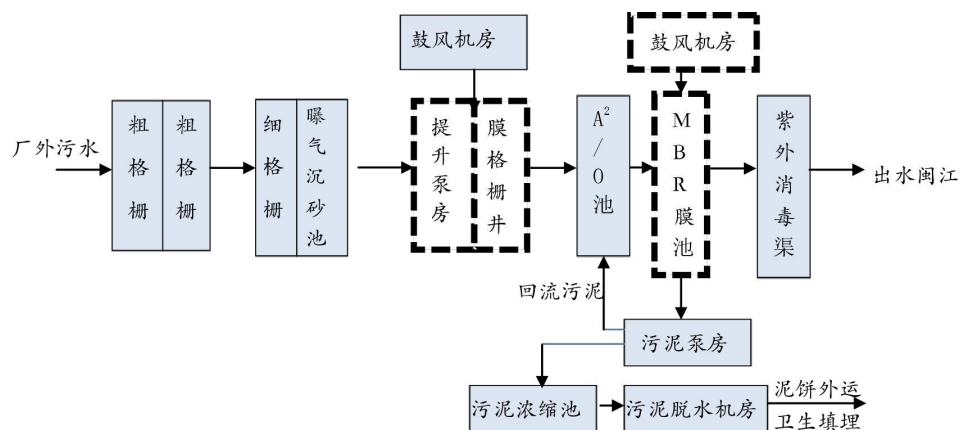 鼓风机房
鼓风机房
厂外污水
粗格栅
粗格栅
细格栅
曝气沉砂池
提升泵房
膜格栅井
A²/O池
MBR膜池
紫外消毒渠
出水闽江
回流污泥
污泥泵房
污泥浓缩池
污泥脱水机房
泥饼外运
卫生填埋